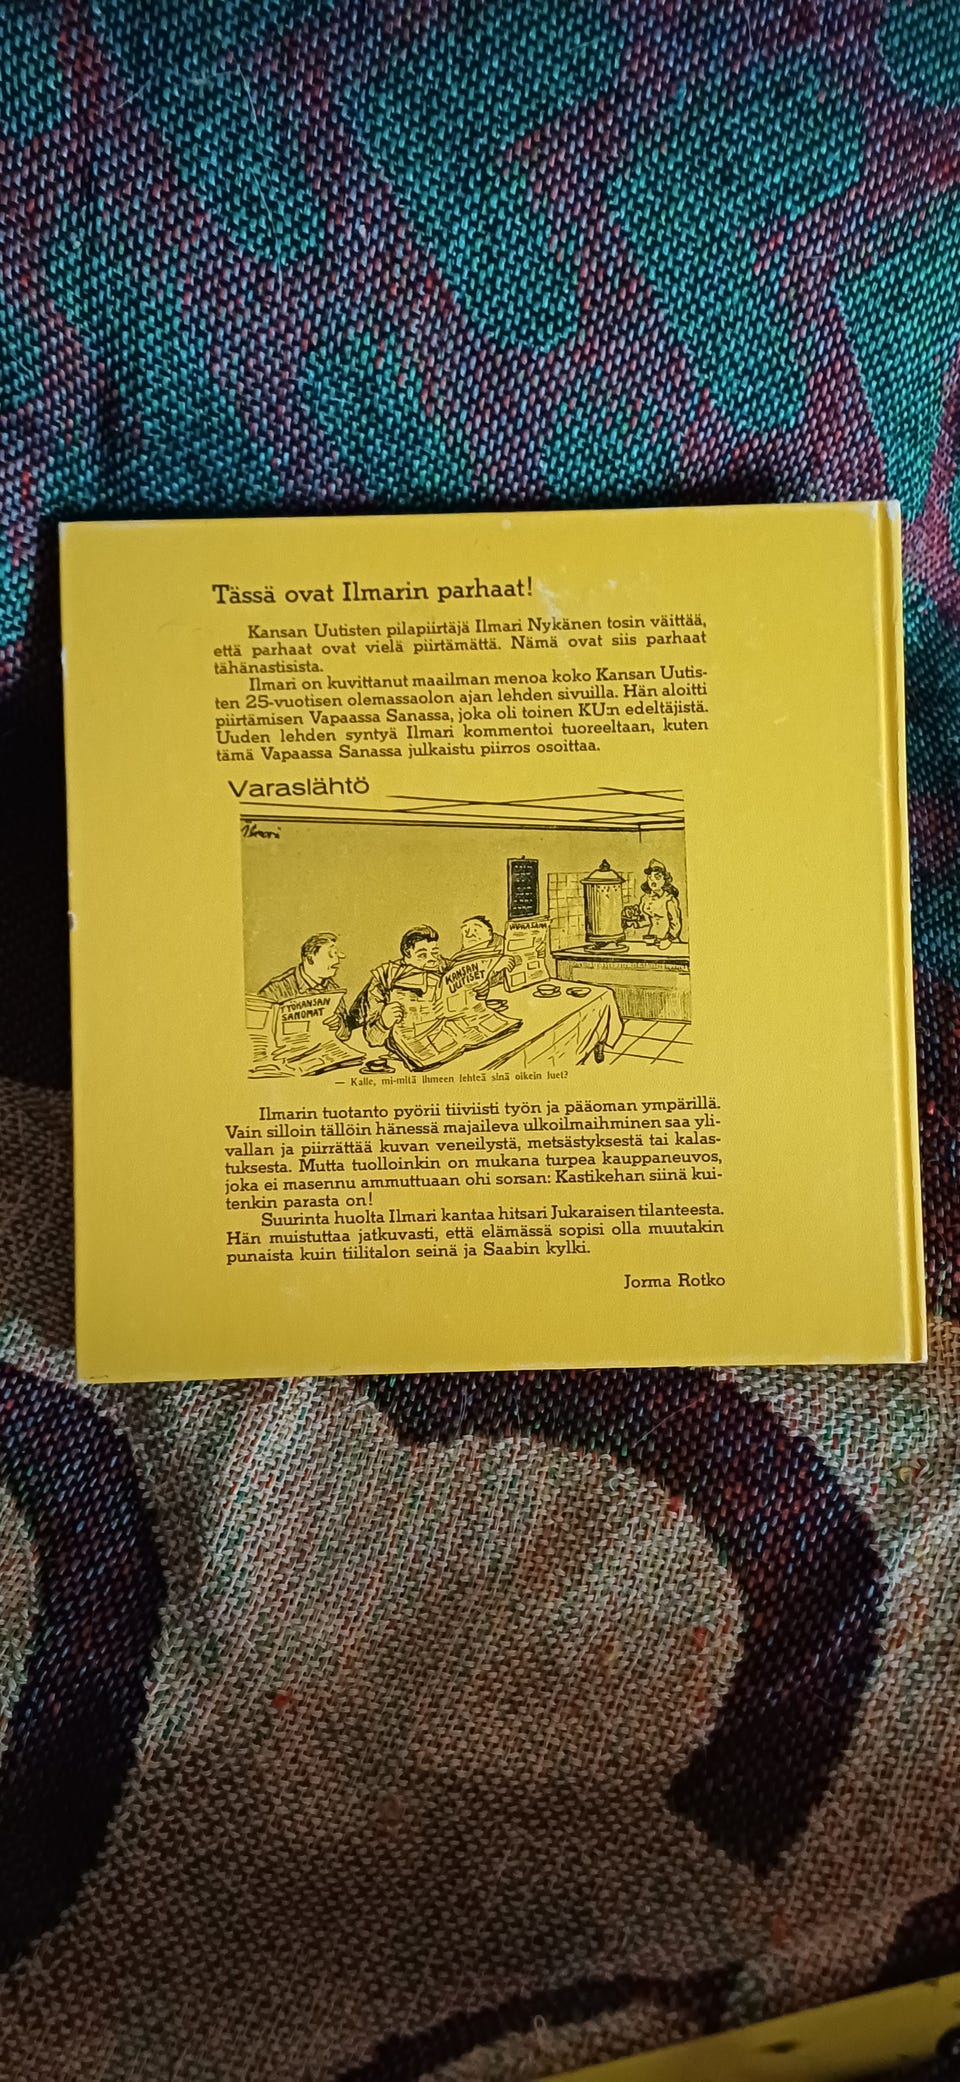 Tässä ovat Ilmarin parhaat!
Kansan Uutisten pilapiirtäjä Ilmari Nykänen tosin väittää,
että parhaat ovat vielä piirtämättä. Nämä ovat siis parhaat
tähänastisista.
Ilmari on kuvittanut maailman menoa koko Kansan Uutis-
ten 25-vuotisen olemassaolon ajan lehden sivuilla. Hän aloitti
piirtämisen Vapaassa Sanassa, joka oli toinen KU:n edeltäjistä.
Uuden lehden syntyä Ilmari kommentoi tuoreeltaan, kuten
tämä Vapaassa Sanassa julkaistu piirros osoittaa.
Varaslähtö
Ilmari
VAPAA SANA
KANSAN
UUTISET
TYÖKANSAN
SANOMAT
— Kalle, mi-mitä ihmeen lehteä sinä oikein luet?
Ilmarin tuotanto pyörii tiiviisti työn ja pääoman ympärillä.
Vain silloin tällöin hänessä majaileva ulkoilmaihminen saa yli-
vallan ja piirrättää kuvan veneilystä, metsästyksestä tai kalas-
tuksesta. Mutta tuolloinkin on mukana turpea kauppaneuvos,
joka ei masennu ammuttuaan ohi sorsan: Kastikehan siinä kui-
tenkin parasta on!
Suurinta huolta Ilmari kantaa hitsari Jukaraisen tilanteesta.
Hän muistuttaa jatkuvasti, että elämässä sopisi olla muutakin
punaista kuin tiilitalon seinä ja Saabin kylki.
Jorma Rotko